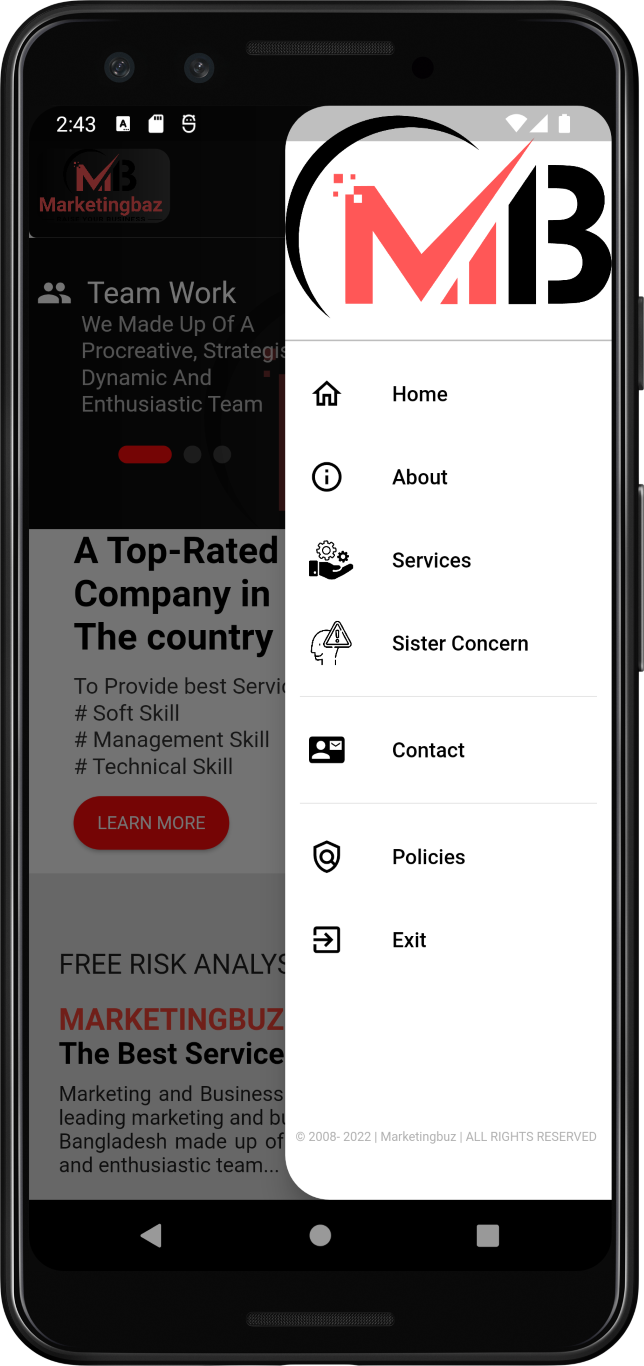 2:43
A
MB
Marketingbaz
MB
Team Work
We Made Up Of A
Procreative, Strategis
Dynamic And
Enthusiastic Team
A Top-Rated
Company in
The country
To Provide best Servic
# Soft Skill
# Management Skill
# Technical Skill
LEARN MORE
FREE RISK ANALYS
MARKETINGBUZ
The Best Service
Marketing and Business
leading marketing and bu
Bangladesh made up of
and enthusiastic team...
Home
About
Services
Sister Concern
Contact
Policies
Exit
© 2008- 2022 | Marketingbuz | ALL RIGHTS RESERVED